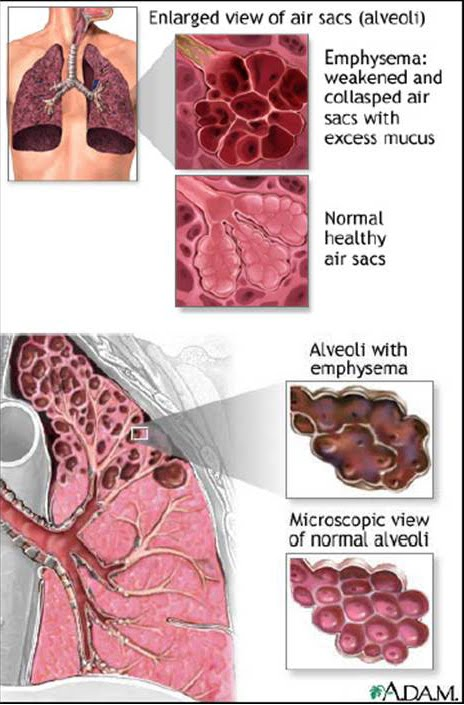 Enlarged view of air sacs (alveoli)
Emphysema:
weakened and
collasped air
sacs with
excess mucus
Normal
healthy
air sacs
Alveoli with
emphysema
Microscopic view
of normal alveoli
A.D.A.M.